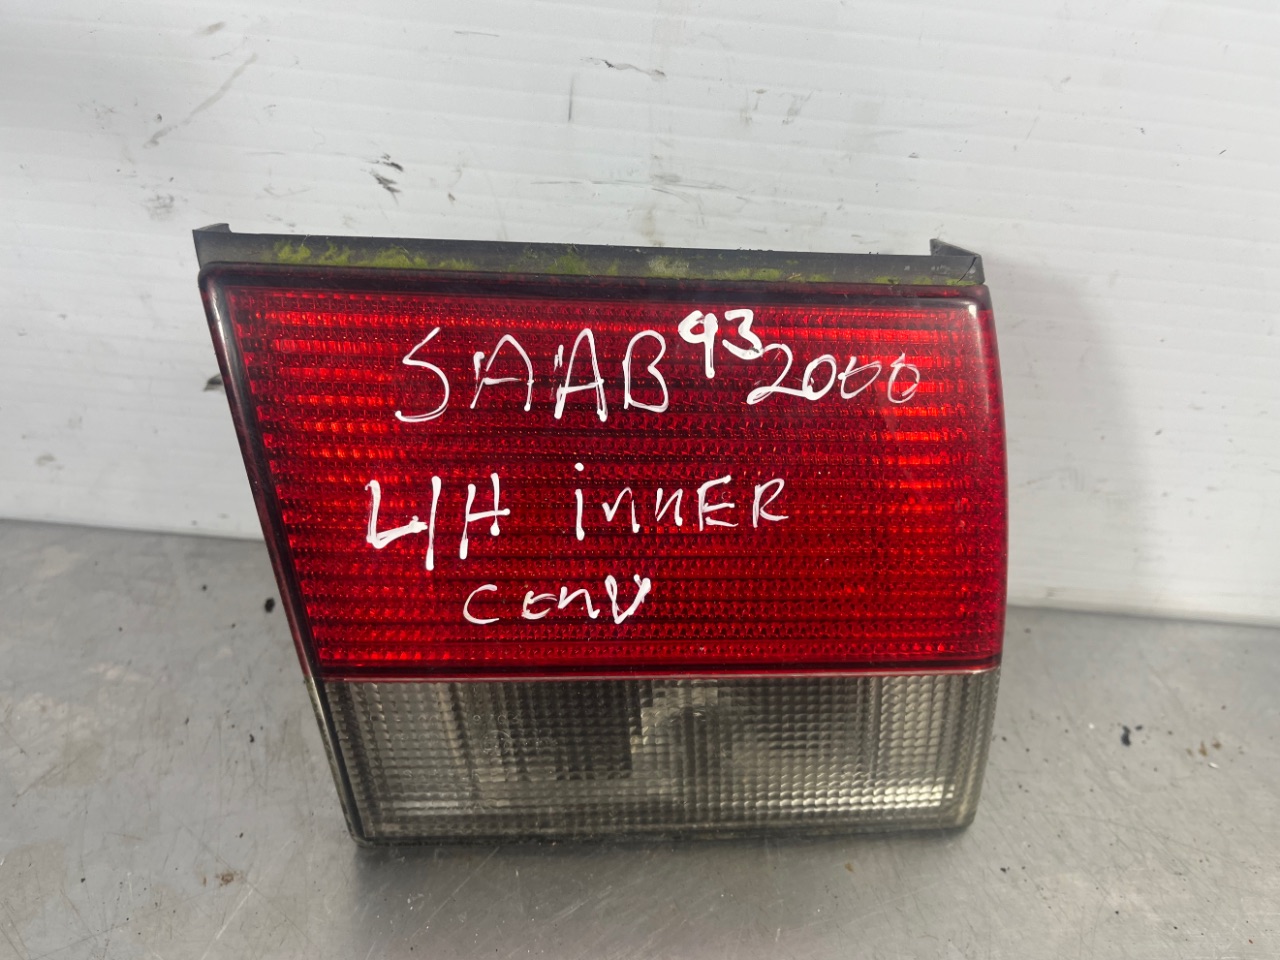 SAAB 93 2000
L/H inner
conv